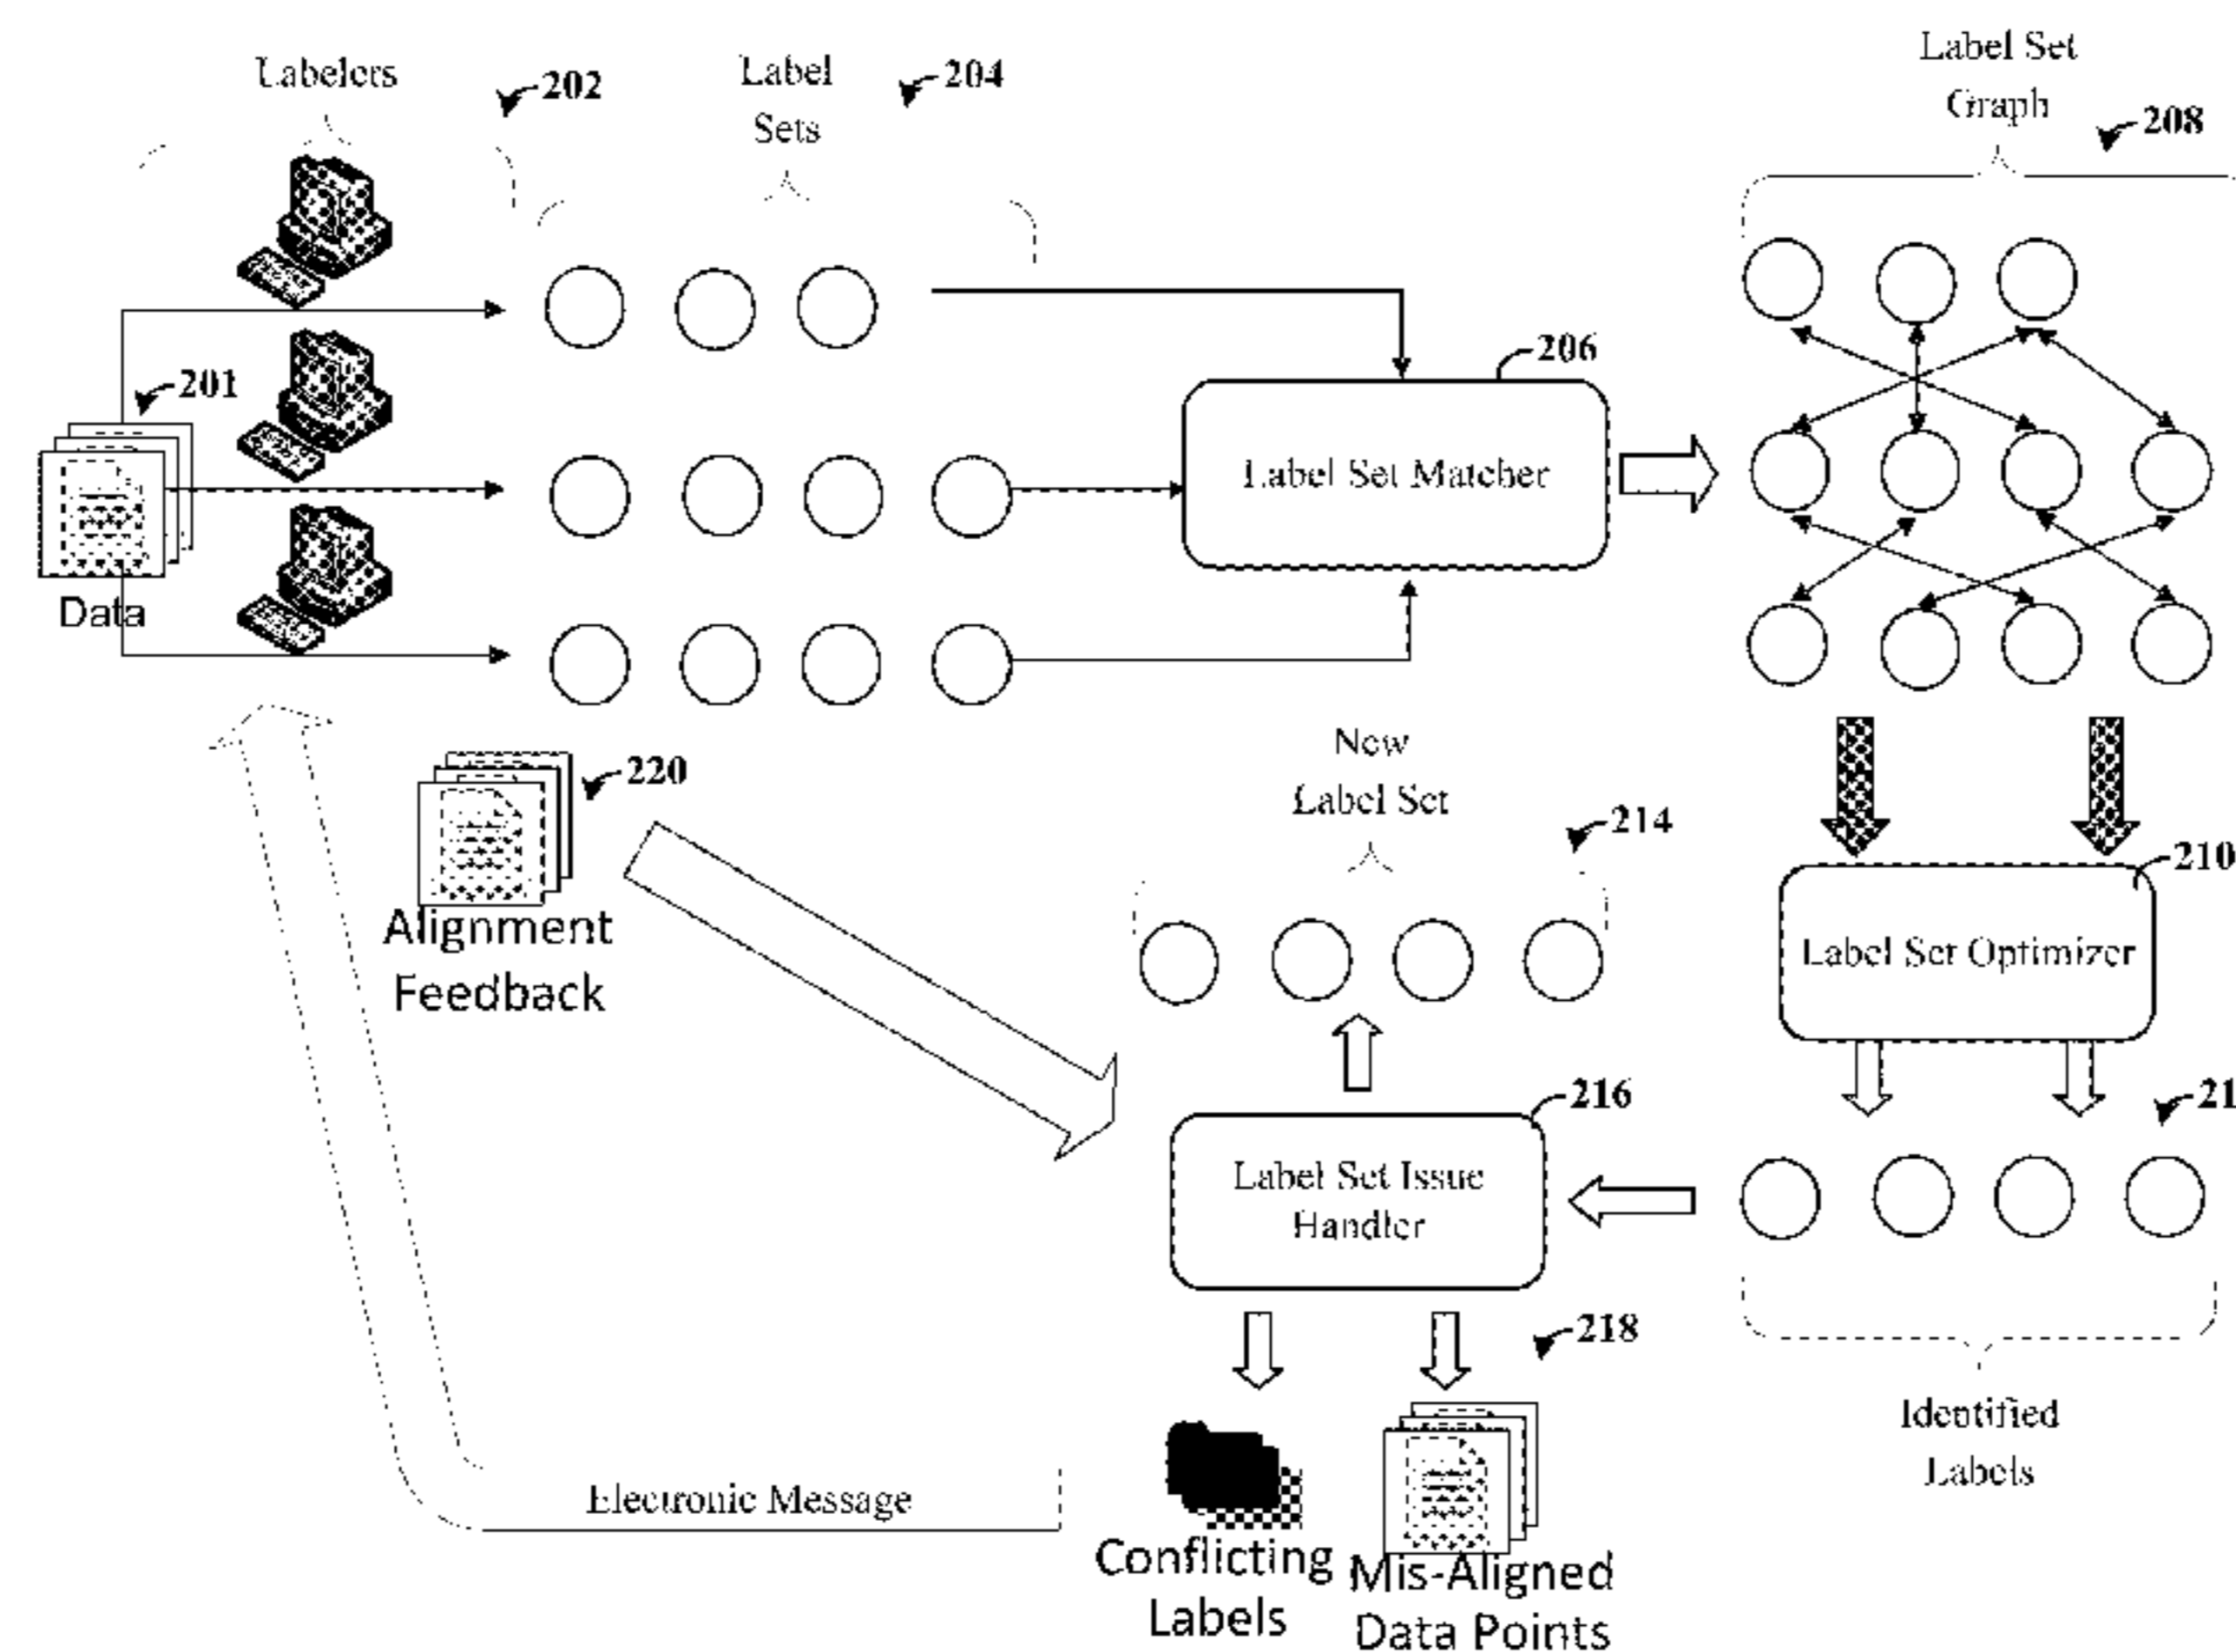 Labelers
202
Label
Sets
204
Label Set
Graph
208
201
Data
206
Label Set Matcher
220
Alignment
Feedback
New
Label Set
214
210
Label Set Optimizer
216
Label Set Issue
Handler
21
218
Identified
Labels
Electronic Message
Conflicting
Labels
Mis-Aligned
Data Points